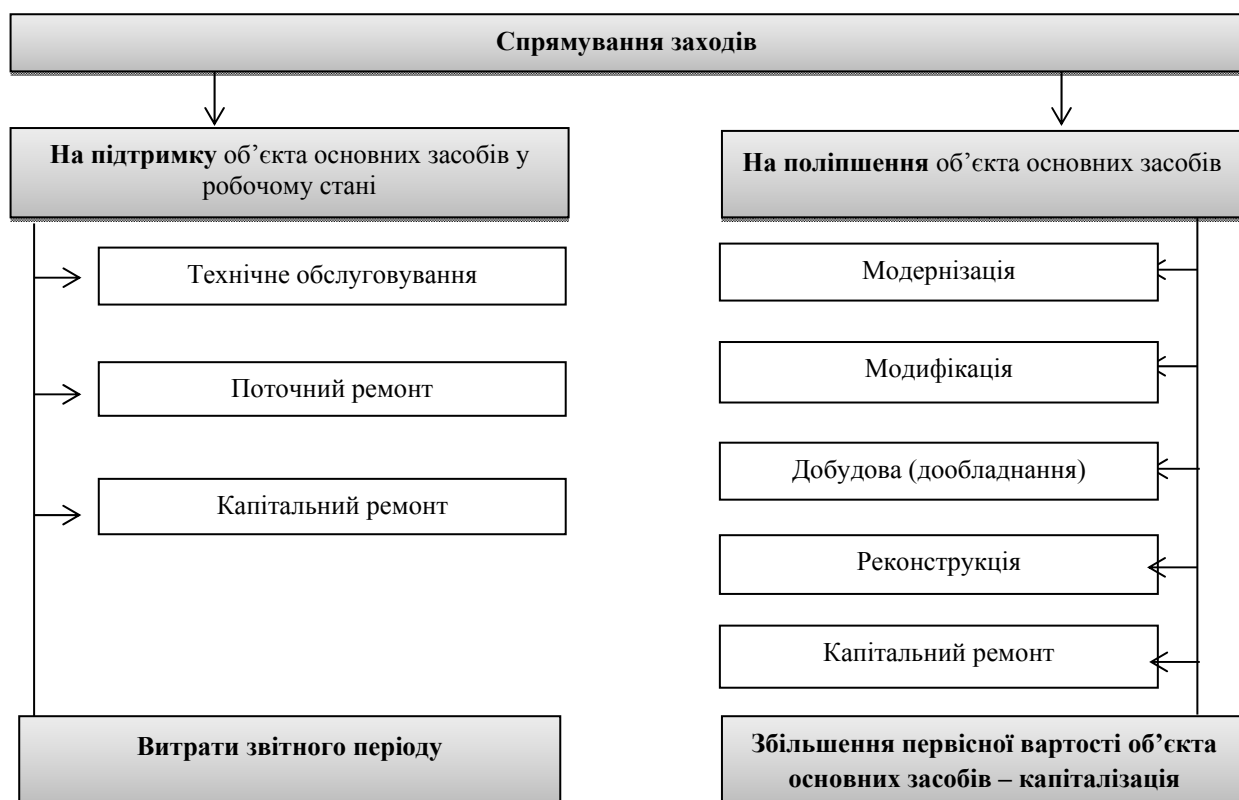 Спрямування заходів
На підтримку об’єкта основних засобів у
робочому стані
Технічне обслуговування
Поточний ремонт
Капітальний ремонт
Витрати звітного періоду
На поліпшення об’єкта основних засобів
Модернізація
Модифікація
Добудова (дообладнання)
Реконструкція
Капітальний ремонт
Збільшення первісної вартості об’єкта
основних засобів – капіталізація